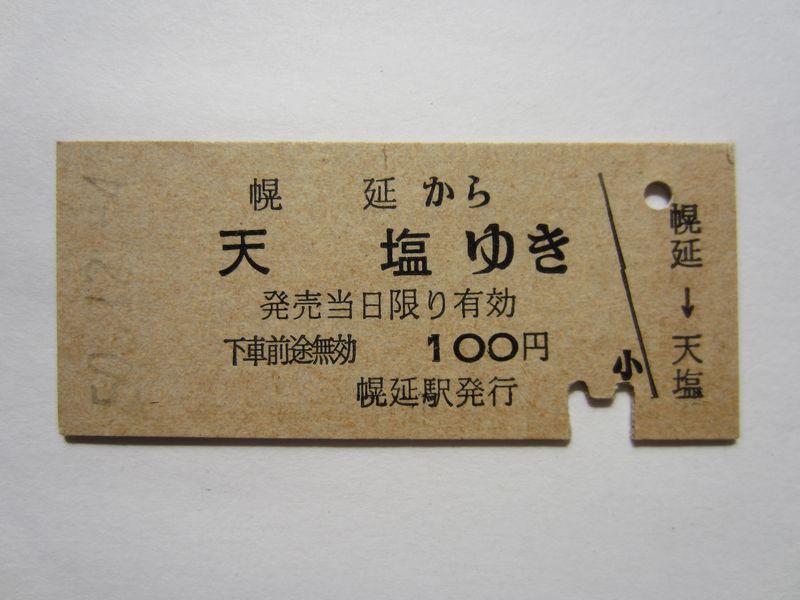 幌延から
天塩ゆき
発売当日限り有効
下車前途無効 100円
幌延駅発行
小
幌延→天塩